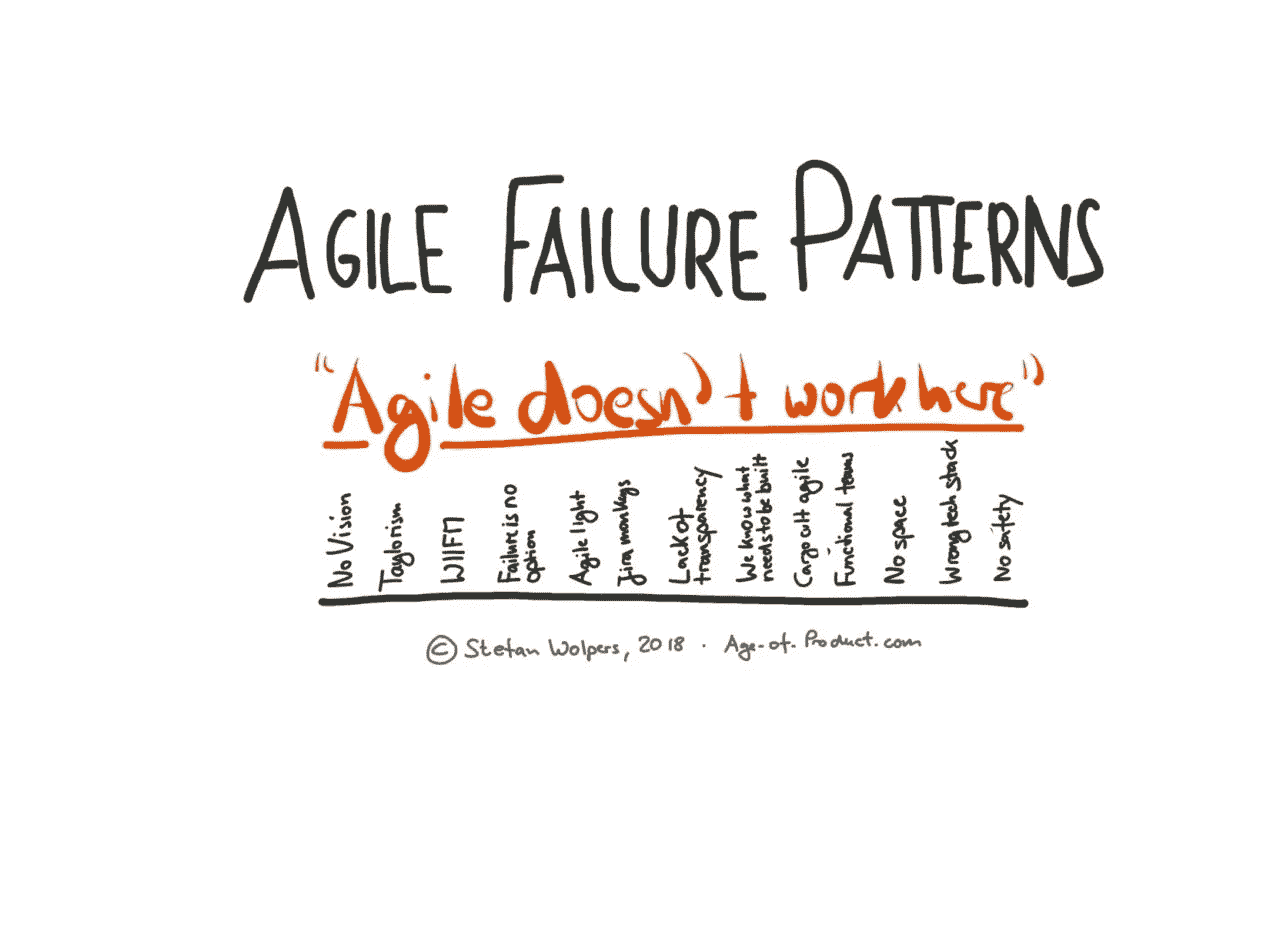 AGILE FAILURE PATTERNS
"Agile doesn't work here"
No Vision
Taylorism
WIIFM
Failure is no
option
Agile light
Jira monkeys
Lack of
transparency
We know what
needs to be built
Cargo cult agile
Functional teams
No space
Wrong tech stack
No safety
© Stefan Wolpers, 2018 · Age-of-Product.com